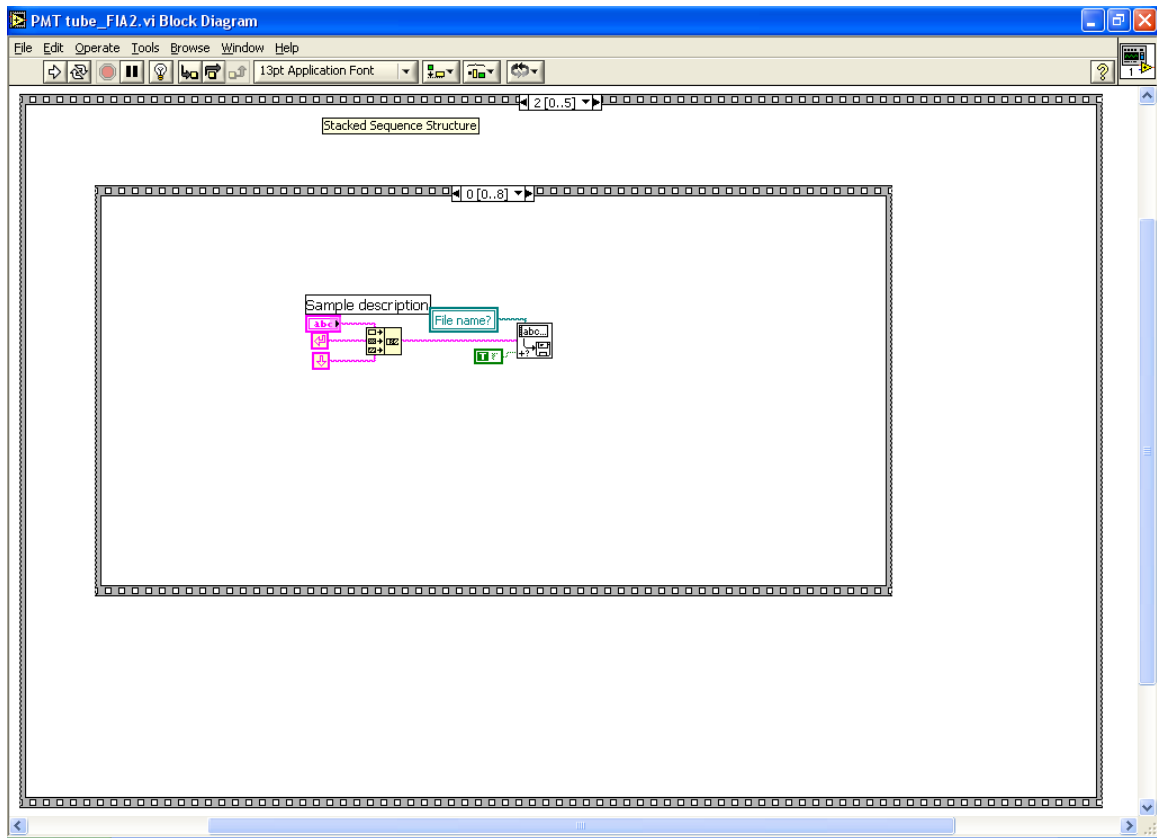 PMT tube_FIA2.vi Block Diagram
File Edit Operate Tools Browse Window Help
13pt Application Font
?
1
2 [0..5]
Stacked Sequence Structure
0 [0..8]
Sample description
abc
File name?
abc...
+?
T F